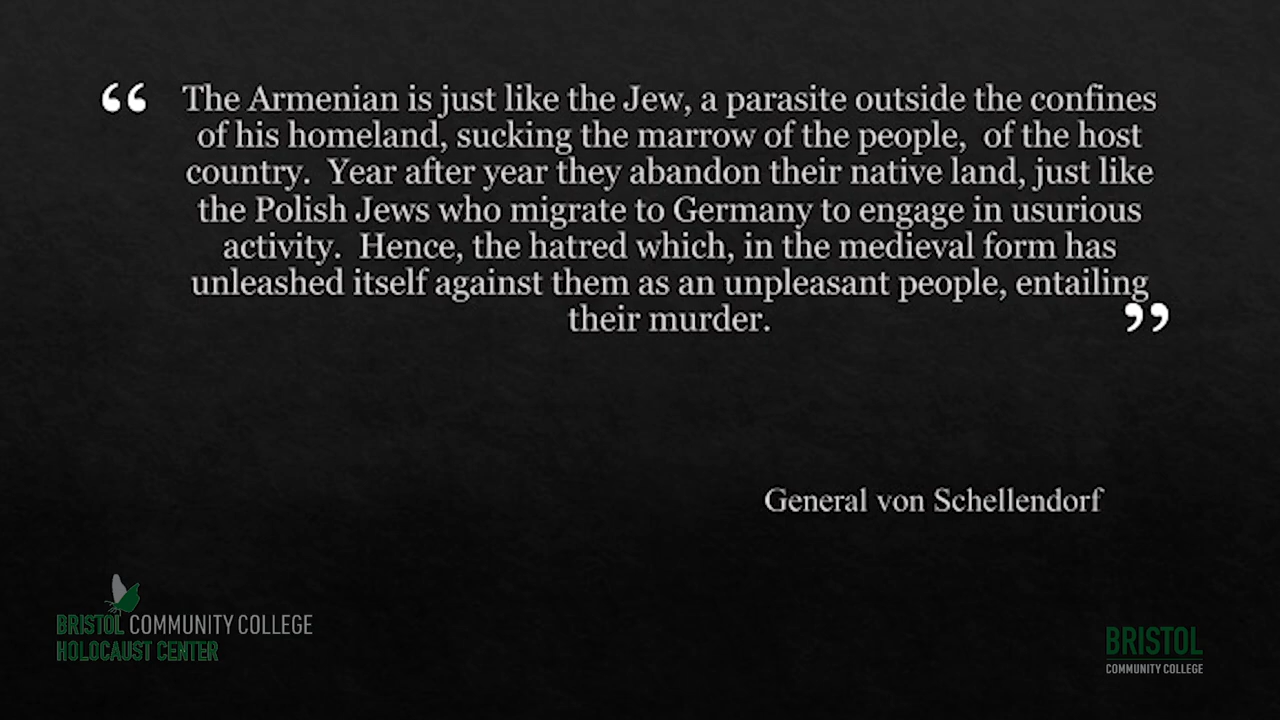 “ The Armenian is just like the Jew, a parasite outside the confines
of his homeland, sucking the marrow of the people,  of the host
country.  Year after year they abandon their native land, just like
the Polish Jews who migrate to Germany to engage in usurious
activity.  Hence, the hatred which, in the medieval form has
unleashed itself against them as an unpleasant people, entailing
their murder. ”
General von Schellendorf
BRISTOL COMMUNITY COLLEGE
HOLOCAUST CENTER
BRISTOL
COMMUNITY COLLEGE